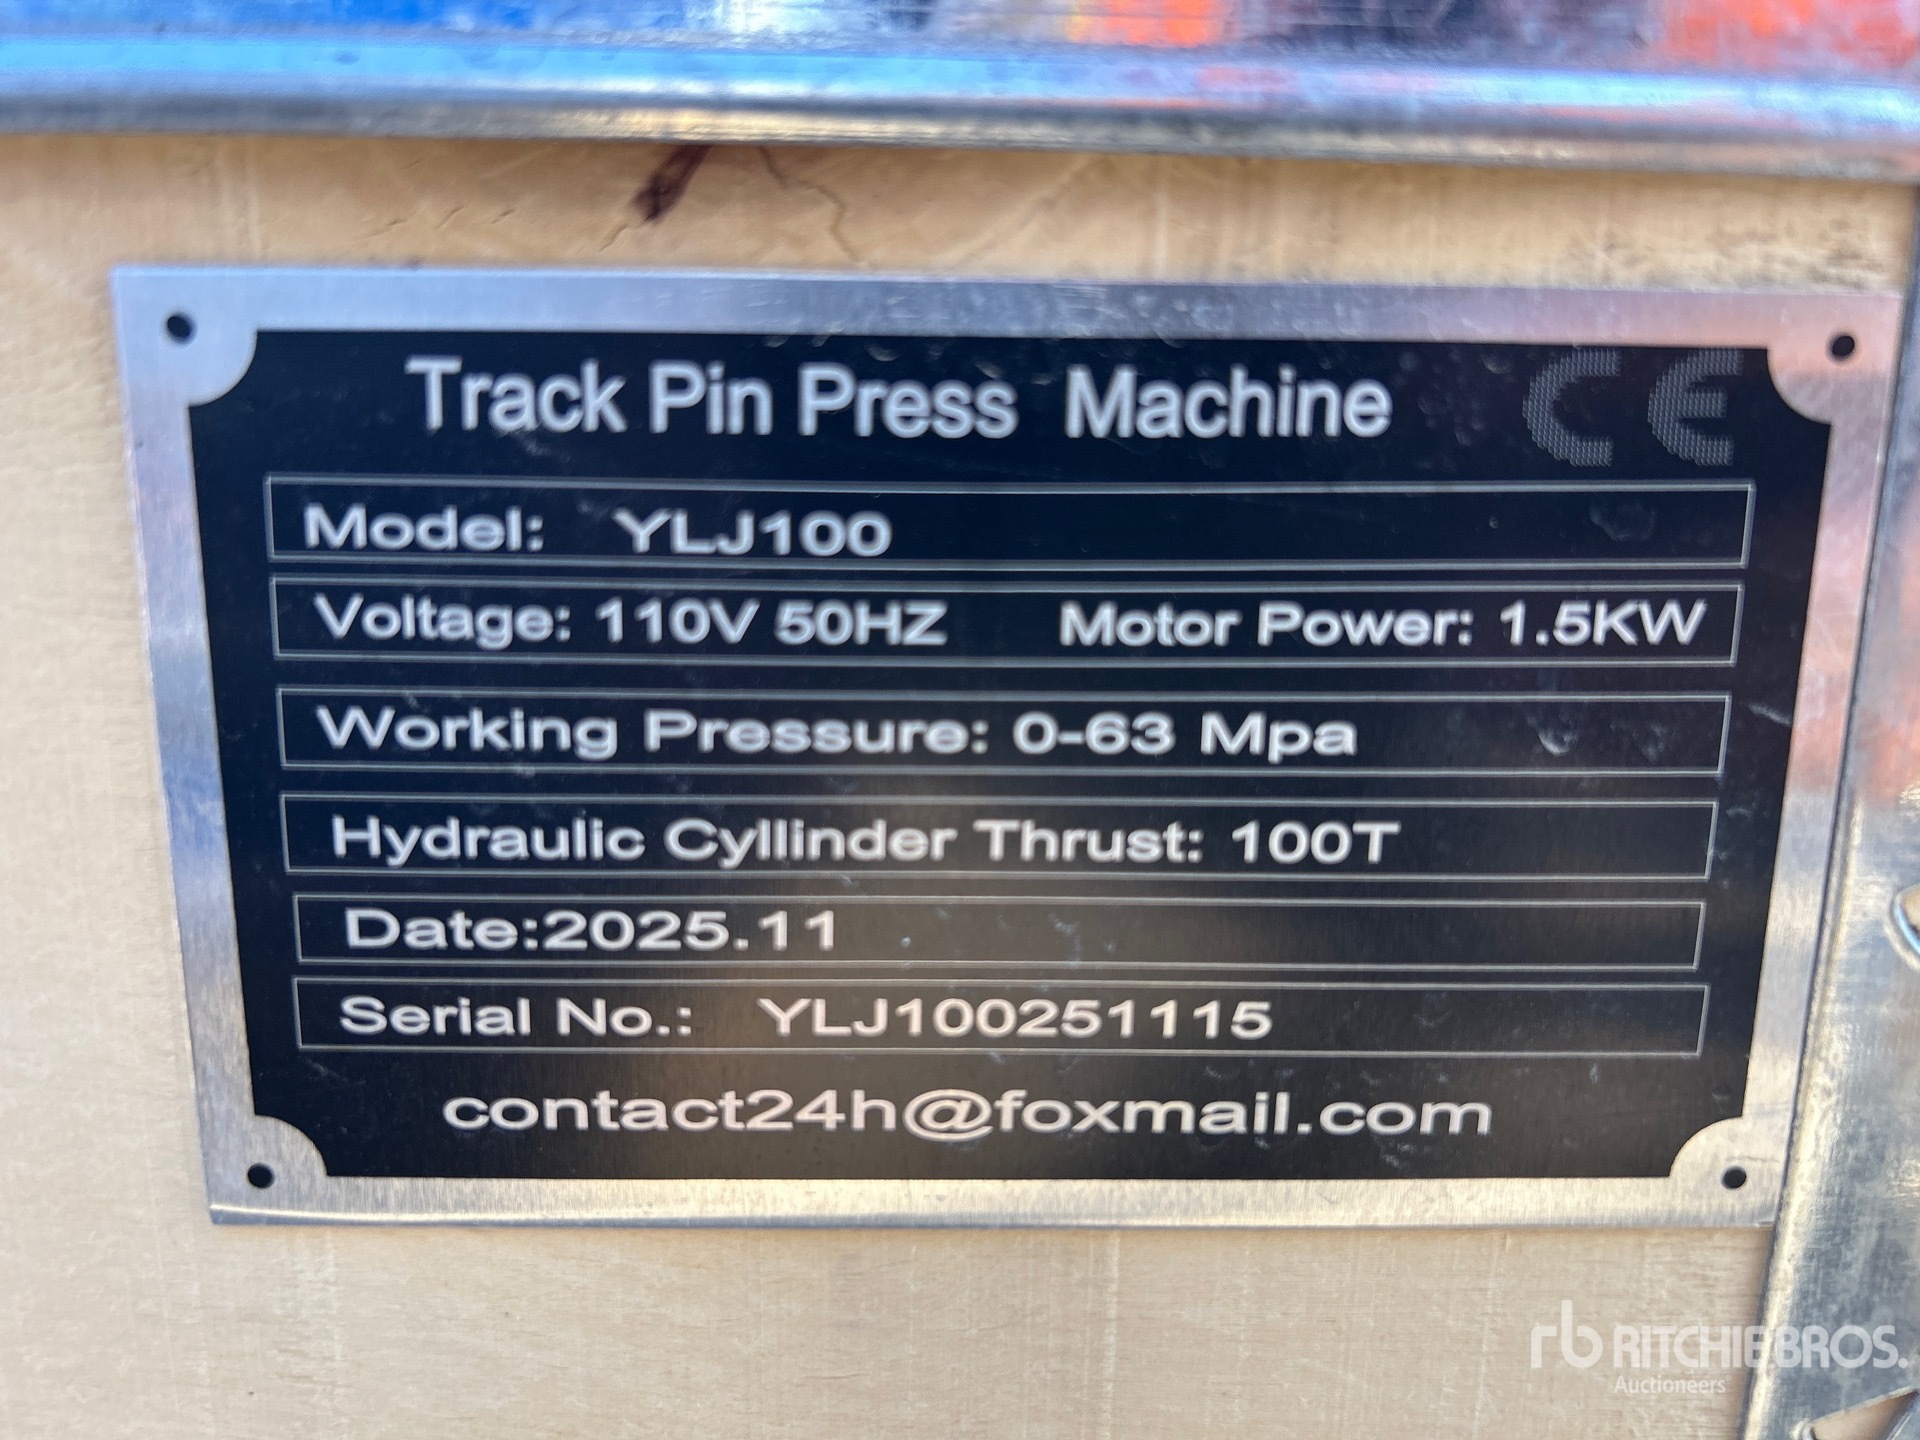 Track Pin Press Machine CE
Model: YLJ100
Voltage: 110V 50HZ Motor Power: 1.5KW
Working Pressure: 0-63 Mpa
Hydraulic Cyllinder Thrust: 100T
Date:2025.11
Serial No.: YLJ100251115
contact24h@foxmail.com
rb RITCHIE BROS.
Auctioneers